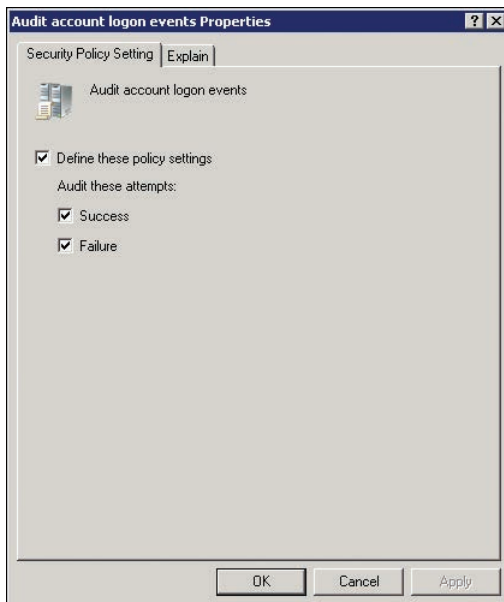 Audit account logon events Properties
Security Policy Setting Explain
Audit account logon events
Define these policy settings
Audit these attempts:
Success
Failure
OK Cancel Apply